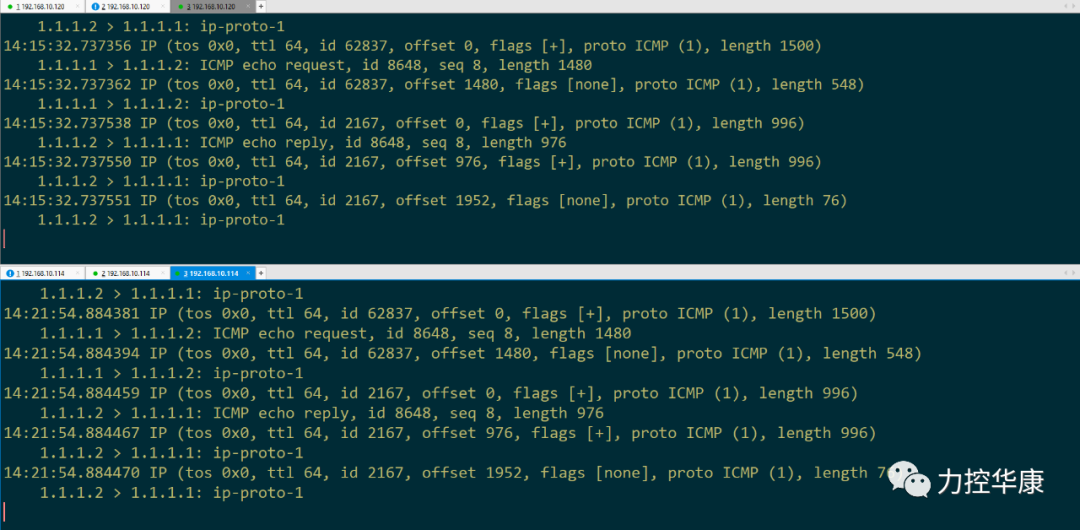 1 192.168.10.120 2 192.168.10.120 3 192.168.10.120
1.1.1.2 > 1.1.1.1: ip-proto-1
14:15:32.737356 IP (tos 0x0, ttl 64, id 62837, offset 0, flags [+], proto ICMP (1), length 1500)
1.1.1.1 > 1.1.1.2: ICMP echo request, id 8648, seq 8, length 1480
14:15:32.737362 IP (tos 0x0, ttl 64, id 62837, offset 1480, flags [none], proto ICMP (1), length 548)
1.1.1.1 > 1.1.1.2: ip-proto-1
14:15:32.737538 IP (tos 0x0, ttl 64, id 2167, offset 0, flags [+], proto ICMP (1), length 996)
1.1.1.2 > 1.1.1.1: ICMP echo reply, id 8648, seq 8, length 976
14:15:32.737550 IP (tos 0x0, ttl 64, id 2167, offset 976, flags [+], proto ICMP (1), length 996)
1.1.1.2 > 1.1.1.1: ip-proto-1
14:15:32.737551 IP (tos 0x0, ttl 64, id 2167, offset 1952, flags [none], proto ICMP (1), length 76)
1.1.1.2 > 1.1.1.1: ip-proto-1
1 192.168.10.114 2 192.168.10.114 3 192.168.10.114
1.1.1.2 > 1.1.1.1: ip-proto-1
14:21:54.884381 IP (tos 0x0, ttl 64, id 62837, offset 0, flags [+], proto ICMP (1), length 1500)
1.1.1.1 > 1.1.1.2: ICMP echo request, id 8648, seq 8, length 1480
14:21:54.884394 IP (tos 0x0, ttl 64, id 62837, offset 1480, flags [none], proto ICMP (1), length 548)
1.1.1.1 > 1.1.1.2: ip-proto-1
14:21:54.884459 IP (tos 0x0, ttl 64, id 2167, offset 0, flags [+], proto ICMP (1), length 996)
1.1.1.2 > 1.1.1.1: ICMP echo reply, id 8648, seq 8, length 976
14:21:54.884467 IP (tos 0x0, ttl 64, id 2167, offset 976, flags [+], proto ICMP (1), length 996)
1.1.1.2 > 1.1.1.1: ip-proto-1
14:21:54.884470 IP (tos 0x0, ttl 64, id 2167, offset 1952, flags [none], proto ICMP (1), length
1.1.1.2 > 1.1.1.1: ip-proto-1
力控华康